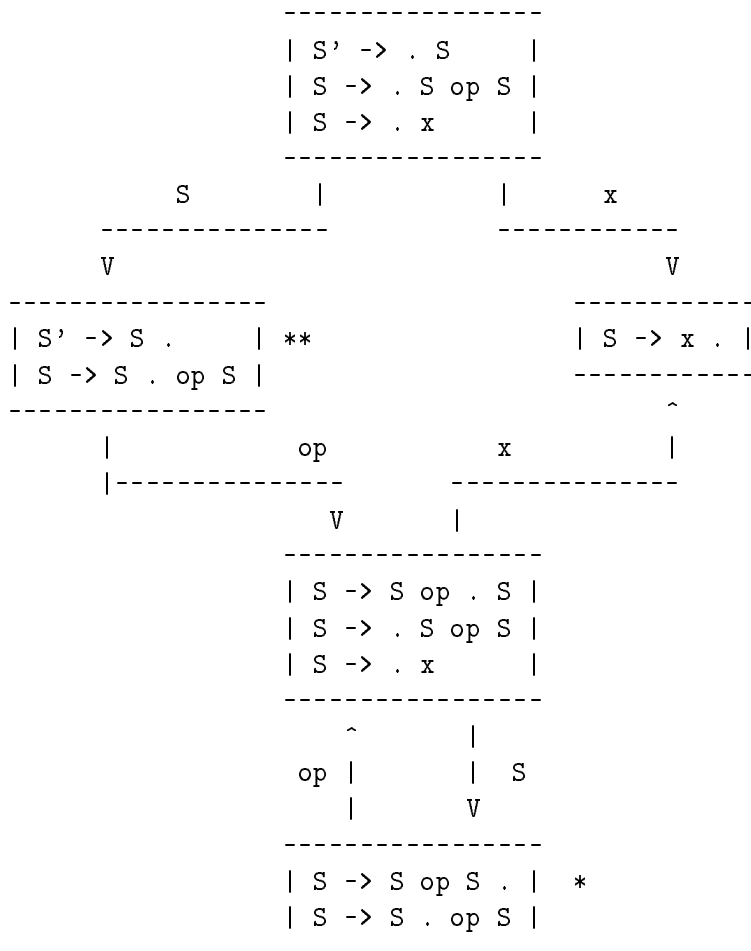 -----------------
| S' -> . S     |
| S -> . S op S |
| S -> . x      |
-----------------
S | | x
--------------- ------------
V V
----------------- ------------
| S' -> S .     | ** | S -> x . |
| S -> S . op S | ------------
----------------- ^
| op x |
|--------------- ---------------
V |
-----------------
| S -> S op . S |
| S -> . S op S |
| S -> . x      |
-----------------
^ |
op | | S
| V
-----------------
| S -> S op S . | *
| S -> S . op S |